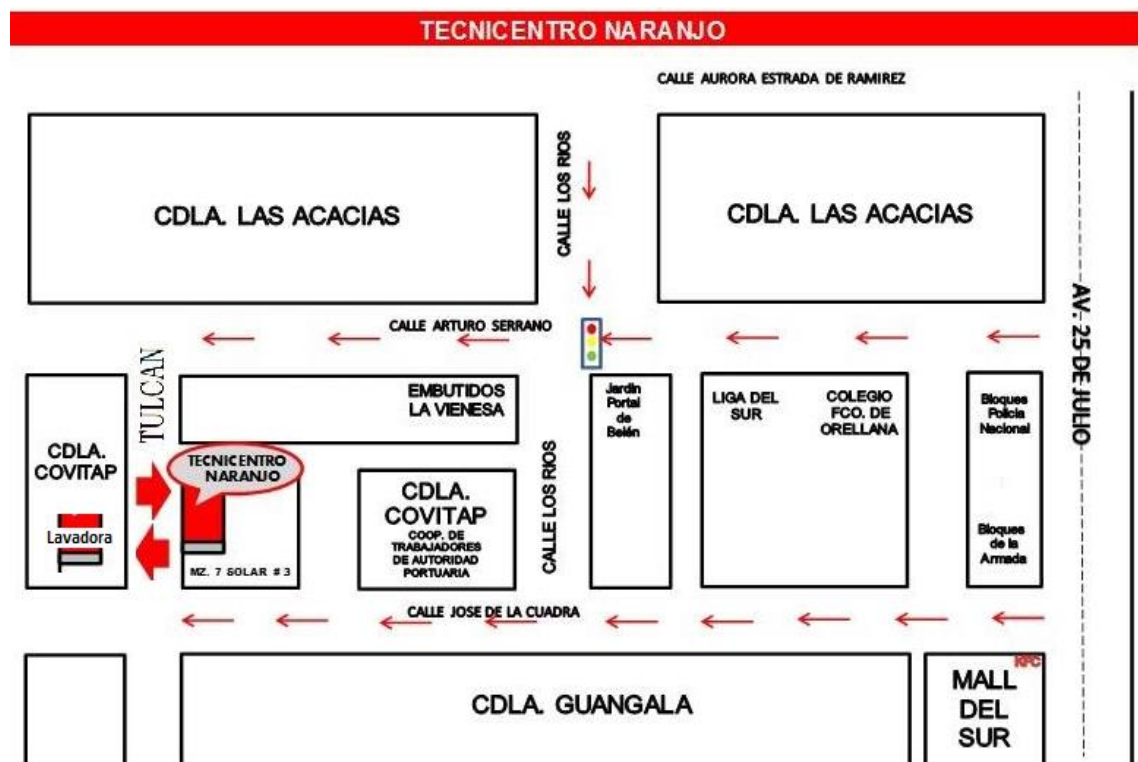 TECNICENTRO NARANJO
CALLE AURORA ESTRADA DE RAMIREZ
CDLA. LAS ACACIAS
CALLE LOS RIOS
CDLA. LAS ACACIAS
CALLE ARTURO SERRANO
AV. 25 DE JULIO
TULCAN
EMBUTIDOS
LA VIENESA
Jardin
Portal
de
Belén
LIGA DEL
SUR
COLEGIO
FCO. DE
ORELLANA
Bloques
Policia
Nacional
CDLA.
COVITAP
Lavadora
TECNICENTRO
NARANJO
MZ. 7 SOLAR # 3
CDLA.
COVITAP
COOP. DE
TRABAJADORES
DE AUTORIDAD
PORTUARIA
CALLE LOS RIOS
Bloques
de la
Armada
CALLE JOSE DE LA CUADRA
CDLA. GUANGALA
KFC
MALL
DEL
SUR